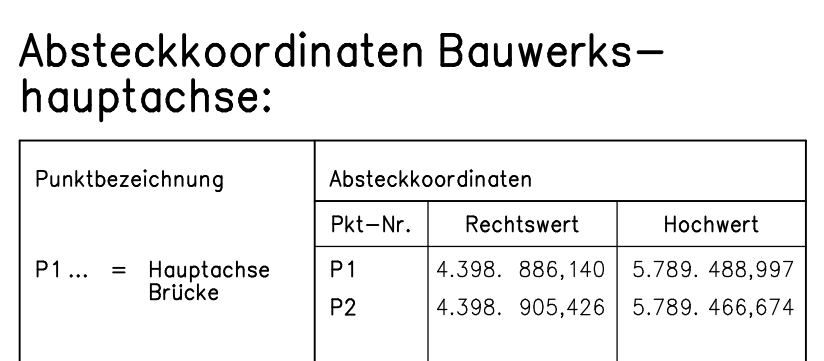 Absteckkoordinaten Bauwerks-
hauptachse:
Punktbezeichnung
Absteckkoordinaten
Pkt-Nr. Rechtswert Hochwert
P1... = Hauptachse
Brücke
P1 4.398. 886,140 5.789. 488,997
P2 4.398. 905,426 5.789. 466,674